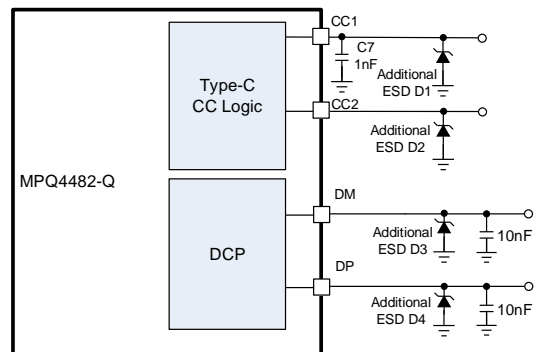 CC1
C7
1nF
Additional
ESD D1
Type-C
CC Logic
CC2
Additional
ESD D2
MPQ4482-Q
DM
Additional
ESD D3
10nF
DCP
DP
Additional
ESD D4
10nF